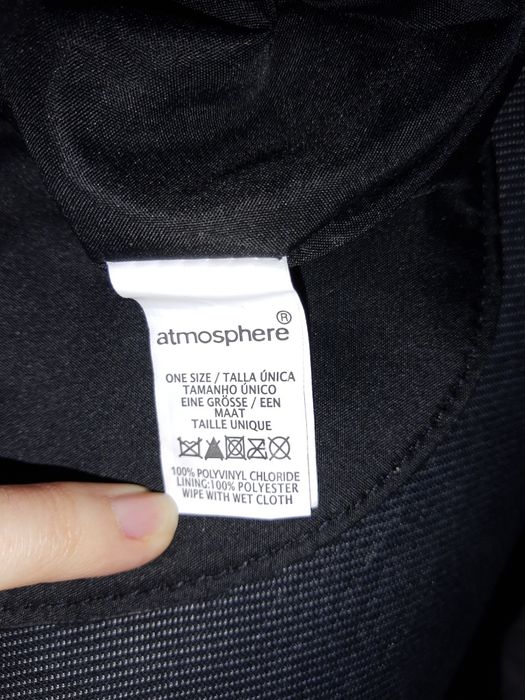 atmosphere®
ONE SIZE / TALLA ÚNICA
TAMANHO ÚNICO
EINE GRÖSSE / EEN
MAAT
TAILLE UNIQUE
100% POLYVINYL CHLORIDE
LINING:100% POLYESTER
WIPE WITH WET CLOTH